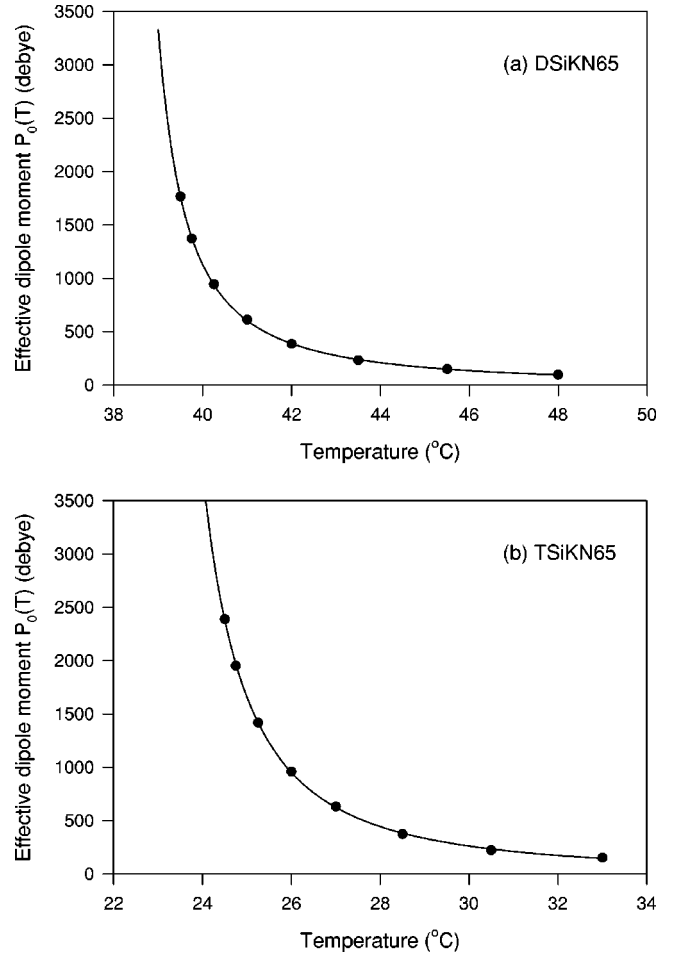 3500
3000
2500
2000
1500
1000
500
0
Effective dipole moment P₀(T) (debye)
(a) DSiKN65
38 40 42 44 46 48 50
Temperature (°C)
3500
3000
2500
2000
1500
1000
500
0
Effective dipole moment P₀(T) (debye)
(b) TSiKN65
22 24 26 28 30 32 34
Temperature (°C)